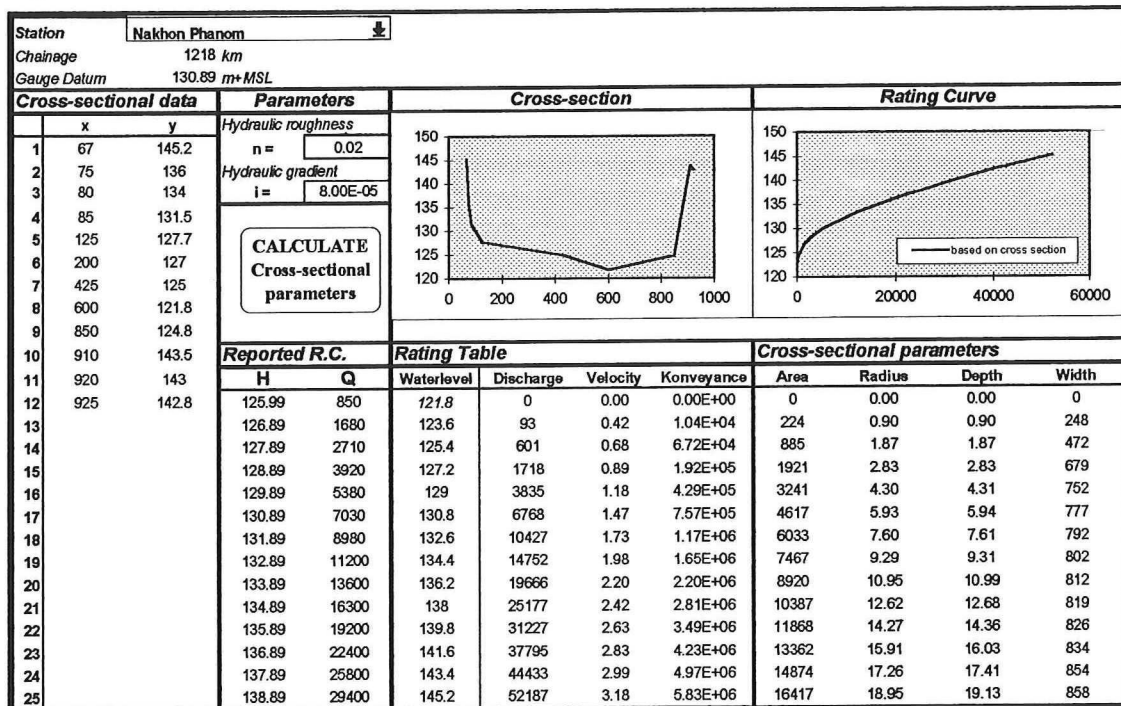 Station Nakhon Phanom
Chainage 1218 km
Gauge Datum 130.89 m+MSL
Cross-sectional data Parameters Cross-section Rating Curve
x y Hydraulic roughness
1 67 145.2 n = 0.02
2 75 136 Hydraulic gradient
3 80 134 i = 8.00E-05
4 85 131.5
5 125 127.7
6 200 127
7 425 125
8 600 121.8
9 850 124.8
CALCULATE
Cross-sectional
parameters
150
145
140
135
130
125
120
0 200 400 600 800 1000
150
145
140
135
130
125
120
based on cross section
0 20000 40000 60000
10 910 143.5 Reported R.C. Rating Table Cross-sectional parameters
11 920 143 H Q Waterlevel Discharge Velocity Konveyance Area Radius Depth Width
12 925 142.8 125.99 850 121.8 0 0.00 0.00E+00 0 0.00 0.00 0
13 126.89 1680 123.6 93 0.42 1.04E+04 224 0.90 0.90 248
14 127.89 2710 125.4 601 0.68 6.72E+04 885 1.87 1.87 472
15 128.89 3920 127.2 1718 0.89 1.92E+05 1921 2.83 2.83 679
16 129.89 5380 129 3835 1.18 4.29E+05 3241 4.30 4.31 752
17 130.89 7030 130.8 6768 1.47 7.57E+05 4617 5.93 5.94 777
18 131.89 8980 132.6 10427 1.73 1.17E+06 6033 7.60 7.61 792
19 132.89 11200 134.4 14752 1.98 1.65E+06 7467 9.29 9.31 802
20 133.89 13600 136.2 19666 2.20 2.20E+06 8920 10.95 10.99 812
21 134.89 16300 138 25177 2.42 2.81E+06 10387 12.62 12.68 819
22 135.89 19200 139.8 31227 2.63 3.49E+06 11868 14.27 14.36 826
23 136.89 22400 141.6 37795 2.83 4.23E+06 13362 15.91 16.03 834
24 137.89 25800 143.4 44433 2.99 4.97E+06 14874 17.26 17.41 854
25 138.89 29400 145.2 52187 3.18 5.83E+06 16417 18.95 19.13 858